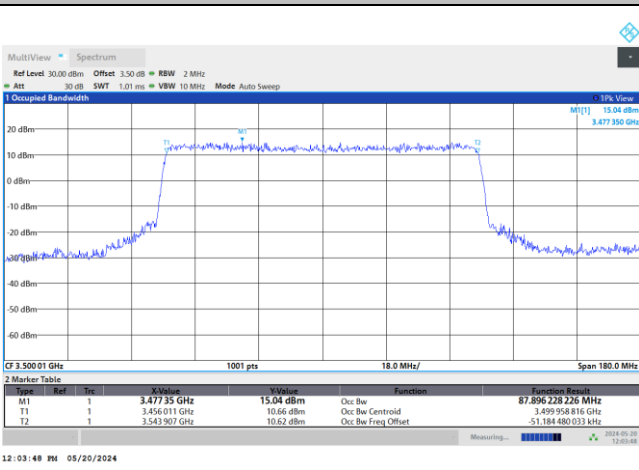 MultiView Spectrum
Ref Level 30.00 dBm Offset 3.50 dB RBW 2 MHz
Att 30 dB SWT 1.01 ms VBW 10 MHz Mode Auto Sweep
1 Occupied Bandwidth 1Pk View
M1[1] 15.04 dBm
3.477 350 GHz
20 dBm
T1 M1 T2
10 dBm
0 dBm
-10 dBm
-20 dBm
-30 dBm
-40 dBm
-50 dBm
-60 dBm
CF 3.500 01 GHz 1001 pts 18.0 MHz/ Span 180.0 MHz
2 Marker Table
Type Ref Trc X-Value Y-Value Function Function Result
M1 1 3.477 35 GHz 15.04 dBm Occ Bw 87.896 228 226 MHz
T1 1 3.456 011 GHz 10.66 dBm Occ Bw Centroid 3.499 958 816 GHz
T2 1 3.543 907 GHz 10.62 dBm Occ Bw Freq Offset -51.184 480 033 kHz
Measuring... 2024-05-20
12:03:48
12:03:48 PM 05/20/2024